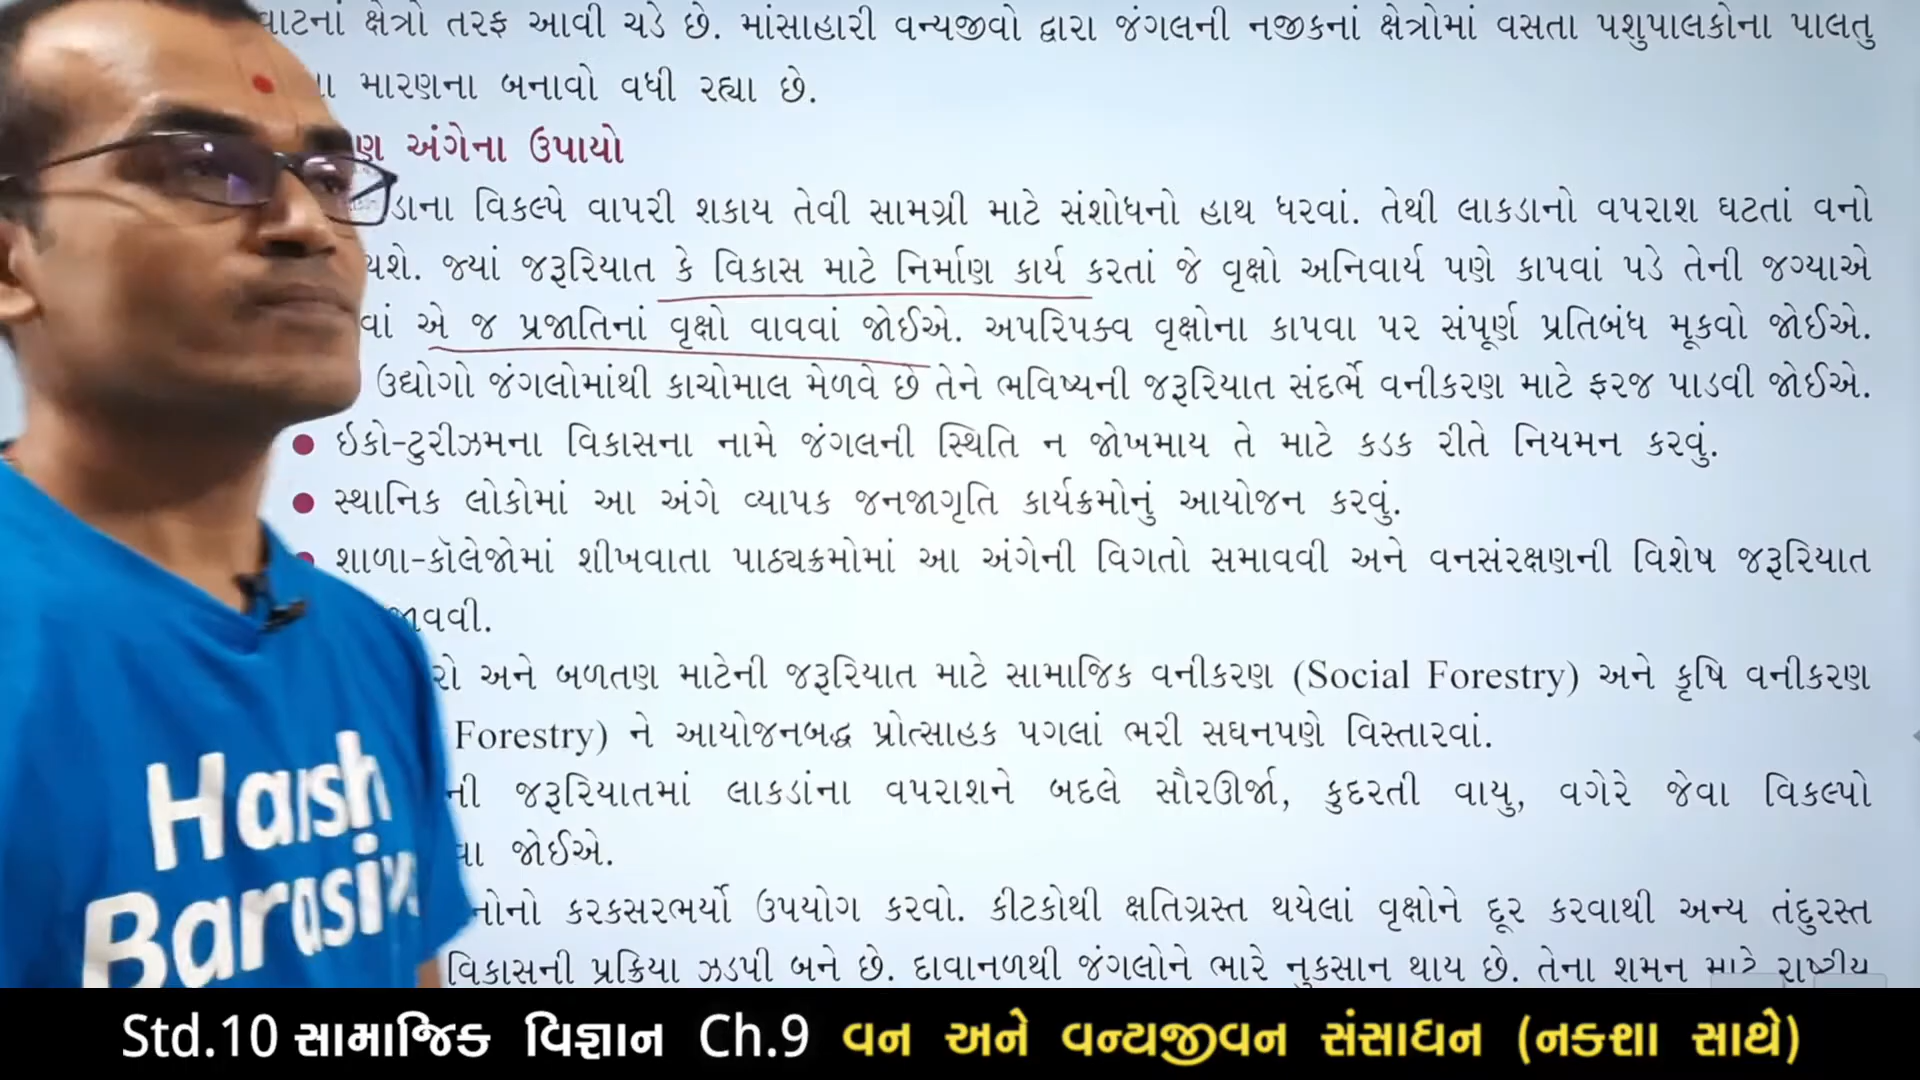 ક્ષેત્રો તરફ આવી ચડે છે. માંસાહારી વન્યજીવો દ્વારા જંગલની નજીકનાં ક્ષેત્રોમાં વસતા પશુપાલકોના પાલતુ
મારણના બનાવો વધી રહ્યા છે.
અંગેના ઉપાયો
વિકલ્પે વાપરી શકાય તેવી સામગ્રી માટે સંશોધનો હાથ ધરવાં. તેથી લાકડાનો વપરાશ ઘટતાં વનો
જ્યાં જરૂરિયાત કે વિકાસ માટે નિર્માણ કાર્ય કરતાં જે વૃક્ષો અનિવાર્ય પણે કાપવાં પડે તેની જગ્યાએ
એ જ પ્રજાતિનાં વૃક્ષો વાવવાં જોઈએ. અપરિપક્વ વૃક્ષોના કાપવા પર સંપૂર્ણ પ્રતિબંધ મૂકવો જોઈએ.
ઉદ્યોગો જંગલોમાંથી કાચોમાલ મેળવે છે તેને ભવિષ્યની જરૂરિયાત સંદર્ભે વનીકરણ માટે ફરજ પાડવી જોઈએ.
● ઇકો-ટુરીઝમના વિકાસના નામે જંગલની સ્થિતિ ન જોખમાય તે માટે કડક રીતે નિયમન કરવું.
● સ્થાનિક લોકોમાં આ અંગે વ્યાપક જનજાગૃતિ કાર્યક્રમોનું આયોજન કરવું.
● શાળા-કૉલેજોમાં શીખવાતા પાઠ્યક્રમોમાં આ અંગેની વિગતો સમાવવી અને વનસંરક્ષણની વિશેષ જરૂરિયાત
અને બળતણ માટેની જરૂરિયાત માટે સામાજિક વનીકરણ (Social Forestry) અને કૃષિ વનીકરણ
Forestry) ને આયોજનબદ્ધ પ્રોત્સાહક પગલાં ભરી સઘનપણે વિસ્તારવાં.
જરૂરિયાતમાં લાકડાંના વપરાશને બદલે સૌરઊર્જા, કુદરતી વાયુ, વગેરે જેવા વિકલ્પો
જોઈએ.
કરકસરભર્યો ઉપયોગ કરવો. કીટકોથી ક્ષતિગ્રસ્ત થયેલાં વૃક્ષોને દૂર કરવાથી અન્ય તંદુરસ્ત
વિકાસની પ્રક્રિયા ઝડપી બને છે. દાવાનળથી જંગલોને ભારે નુકસાન થાય છે. તેના શમન માટે રાષ્ટ્રીય
Harsh
Barasiya
Std.10 સામાજિક વિજ્ઞાન Ch.9 વન અને વન્યજીવન સંસાધન (નકશા સાથે)